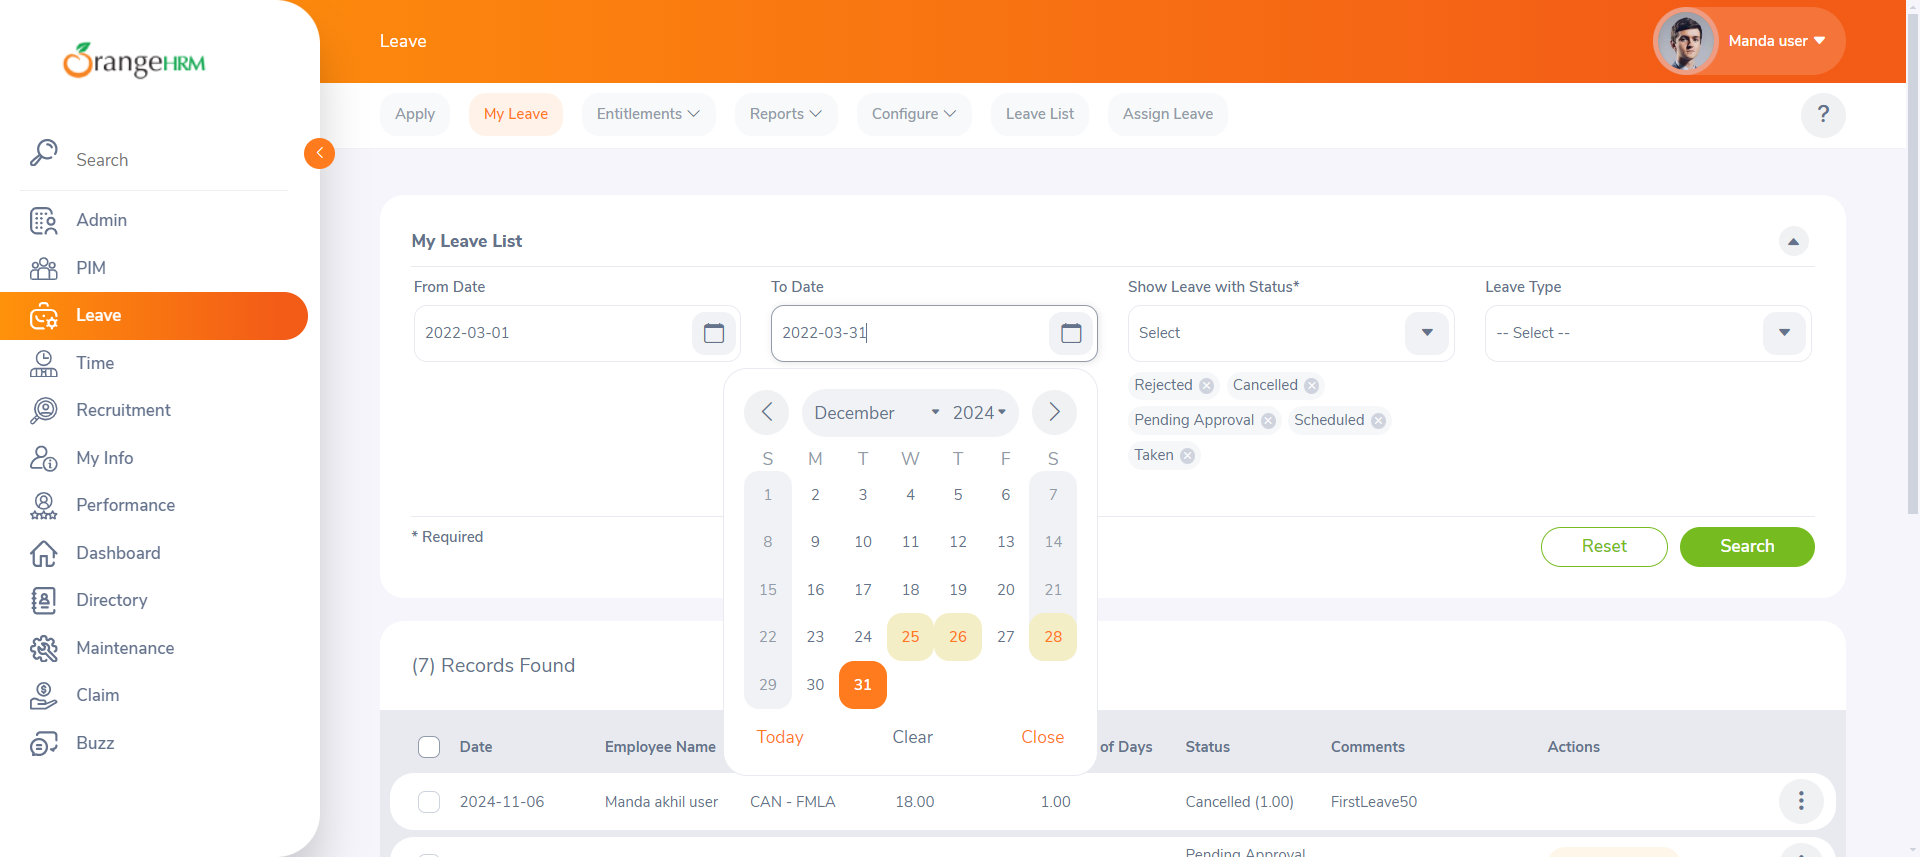 OrangeHRM
Leave
Manda user
Search
Apply
My Leave
Entitlements
Reports
Configure
Leave List
Assign Leave
?
Admin
PIM
Leave
Time
Recruitment
My Info
Performance
Dashboard
Directory
Maintenance
Claim
Buzz
My Leave List
From Date
To Date
Show Leave with Status*
Leave Type
2022-03-01
2022-03-31
Select
-- Select --
Rejected
Cancelled
Pending Approval
Scheduled
Taken
December 2024
S M T W T F S
1 2 3 4 5 6 7
8 9 10 11 12 13 14
15 16 17 18 19 20 21
22 23 24 25 26 27 28
29 30 31
Today Clear Close
* Required
Reset
Search
(7) Records Found
Date Employee Name of Days Status Comments Actions
2024-11-06 Manda akhil user CAN - FMLA 18.00 1.00 Cancelled (1.00) FirstLeave50
Pending Approval